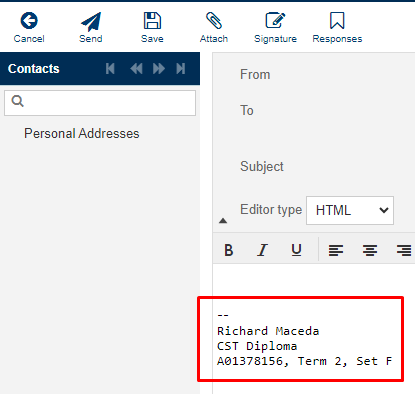 Cancel Send Save Attach Signature Responses
Contacts
Personal Addresses
From
To
Subject
Editor type HTML
B I U
--
Richard Maceda
CST Diploma
A01378156, Term 2, Set F